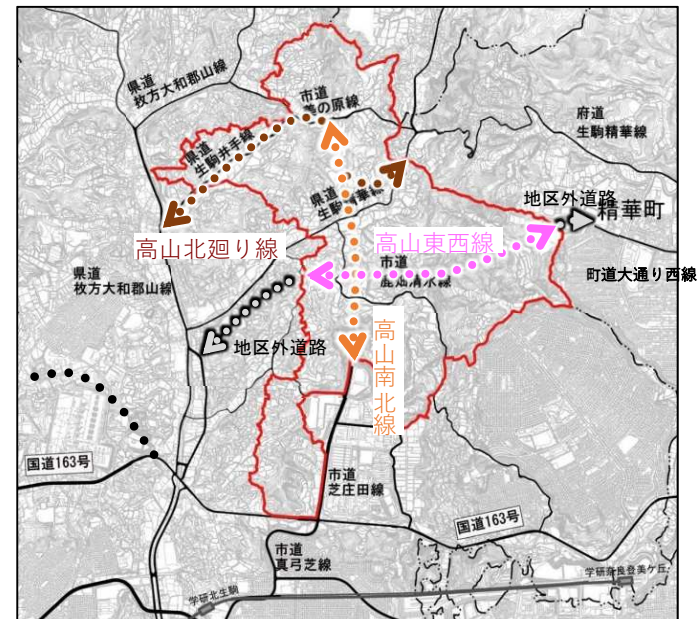 県道
枚方大和郡山線
市道
美の原線
府道
生駒精華線
県道
生駒井手線
県道
生駒精華線
地区外道路
精華町
高山北廻り線
高山東西線
県道
枚方大和郡山線
市道
鹿畑清水線
町道大通り西線
地区外道路
高山南北線
国道163号
市道
芝庄田線
国道163号
市道
真弓芝線
学研北生駒
学研奈良登美ケ丘